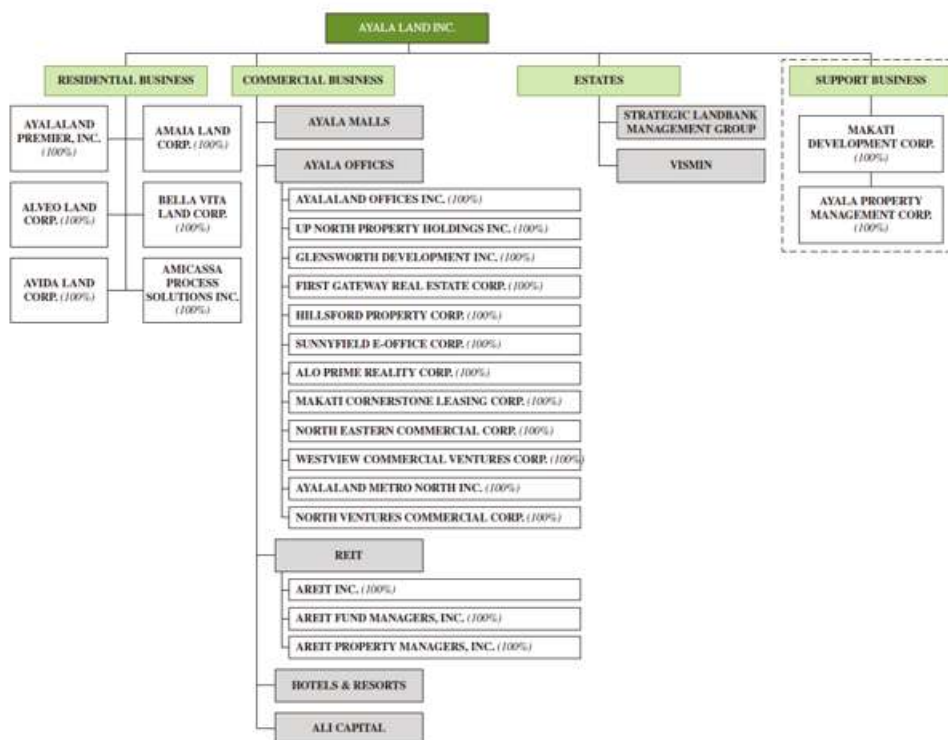 AYALA LAND INC.
RESIDENTIAL BUSINESS
AYALALAND
PREMIER, INC.
(100%)
AMAIA LAND
CORP. (100%)
ALVEO LAND
CORP. (100%)
BELLA VITA
LAND CORP.
(100%)
AVIDA LAND
CORP. (100%)
AMICASSA
PROCESS
SOLUTIONS INC.
(100%)
COMMERCIAL BUSINESS
AYALA MALLS
AYALA OFFICES
AYALALAND OFFICES INC. (100%)
UP NORTH PROPERTY HOLDINGS INC. (100%)
GLENSWORTH DEVELOPMENT INC. (100%)
FIRST GATEWAY REAL ESTATE CORP. (100%)
HILLSFORD PROPERTY CORP. (100%)
SUNNYFIELD E-OFFICE CORP. (100%)
ALO PRIME REALITY CORP. (100%)
MAKATI CORNERSTONE LEASING CORP. (100%)
NORTH EASTERN COMMERCIAL CORP. (100%)
WESTVIEW COMMERCIAL VENTURES CORP. (100%)
AYALALAND METRO NORTH INC. (100%)
NORTH VENTURES COMMERCIAL CORP. (100%)
REIT
AREIT INC. (100%)
AREIT FUND MANAGERS, INC. (100%)
AREIT PROPERTY MANAGERS, INC. (100%)
HOTELS & RESORTS
ALI CAPITAL
ESTATES
STRATEGIC LANDBANK
MANAGEMENT GROUP
VISMIN
SUPPORT BUSINESS
MAKATI
DEVELOPMENT CORP.
(100%)
AYALA PROPERTY
MANAGEMENT CORP.
(100%)